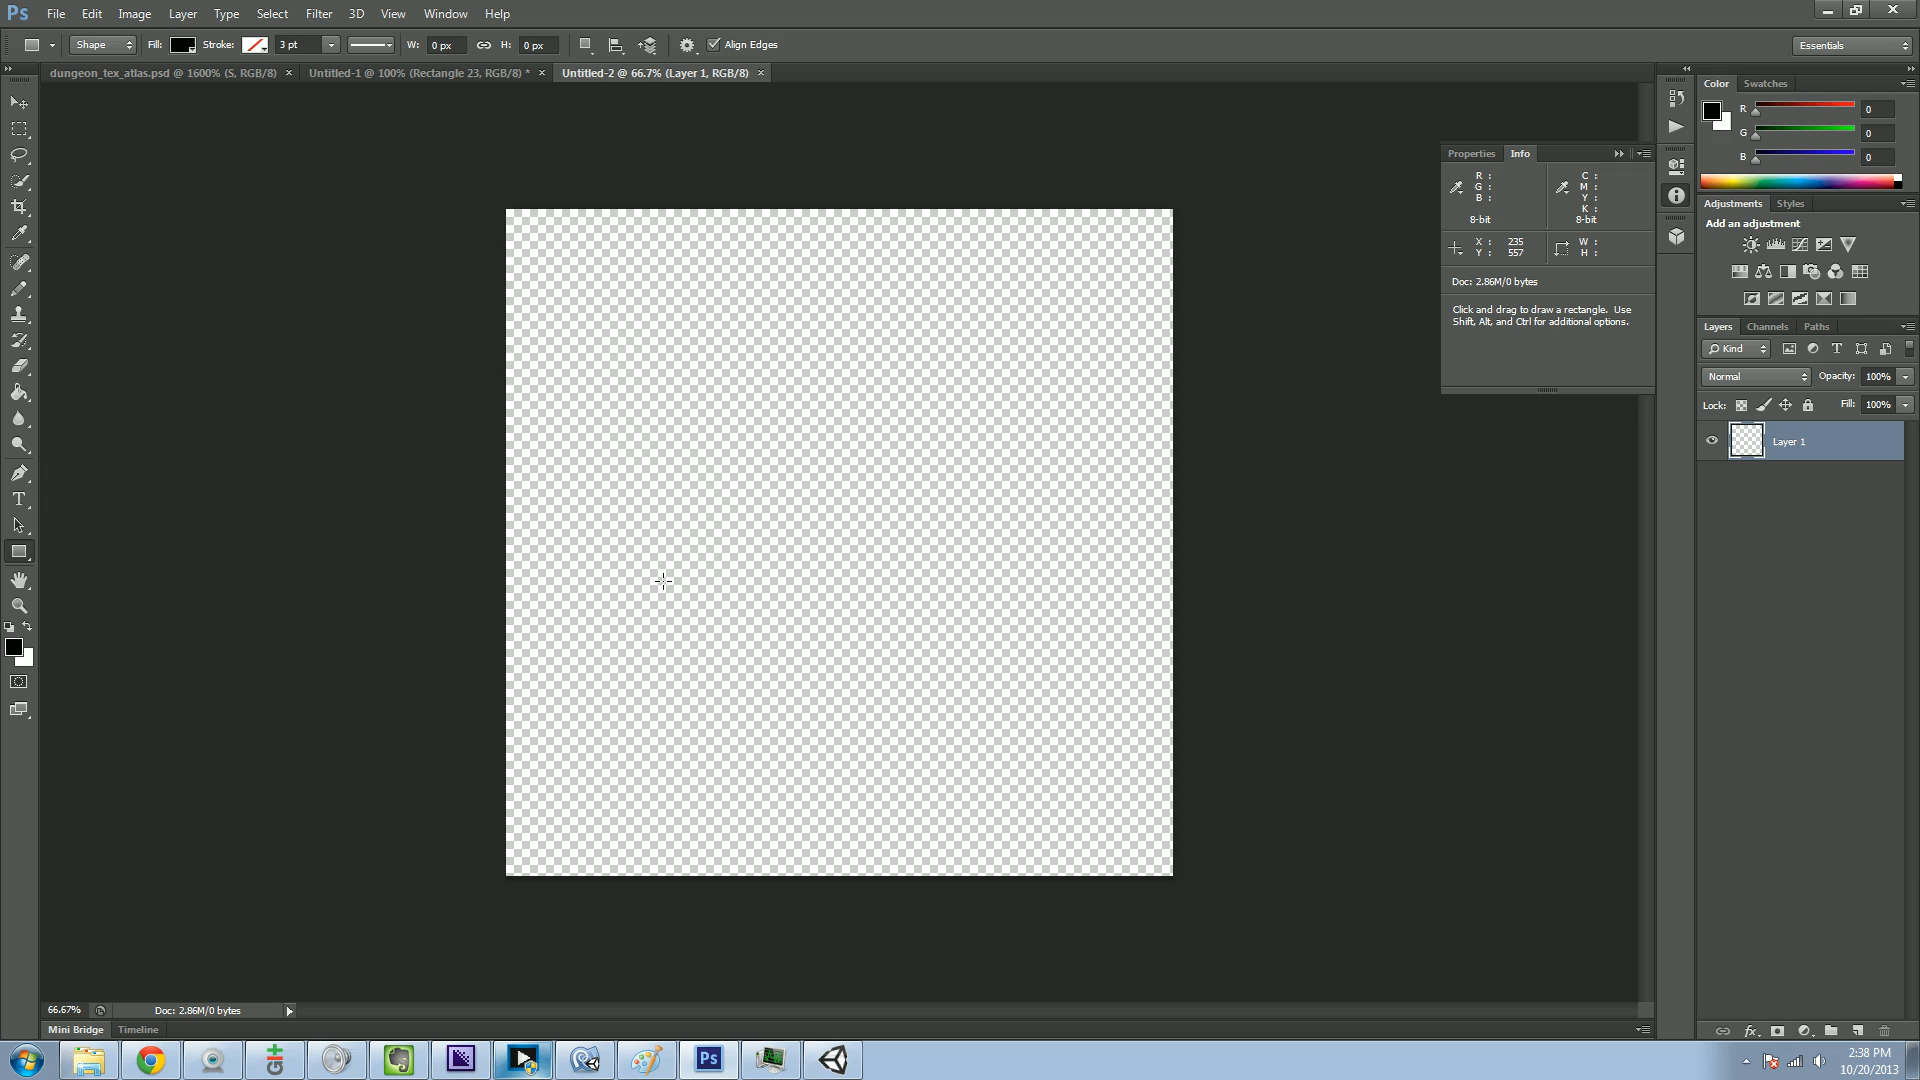 Ps File Edit Image Layer Type Select Filter 3D View Window Help
Shape Fill: Stroke: 3 pt W: 0 px H: 0 px Align Edges Essentials
dungeon_tex_atlas.psd @ 1600% (S, RGB/8) × Untitled-1 @ 100% (Rectangle 23, RGB/8) * × Untitled-2 @ 66.7% (Layer 1, RGB/8) ×
Color Swatches
R 0
G 0
B 0
Properties Info
R : C :
G : M :
B : Y :
K :
8-bit 8-bit
X : 235 W :
Y : 557 H :
Doc: 2.86M/0 bytes
Click and drag to draw a rectangle. Use
Shift, Alt, and Ctrl for additional options.
Adjustments Styles
Add an adjustment
Layers Channels Paths
Kind
Normal Opacity: 100%
Lock: Fill: 100%
Layer 1
T
66.67% Doc: 2.86M/0 bytes
Mini Bridge Timeline
fx
git
Ps
2:38 PM
10/20/2013